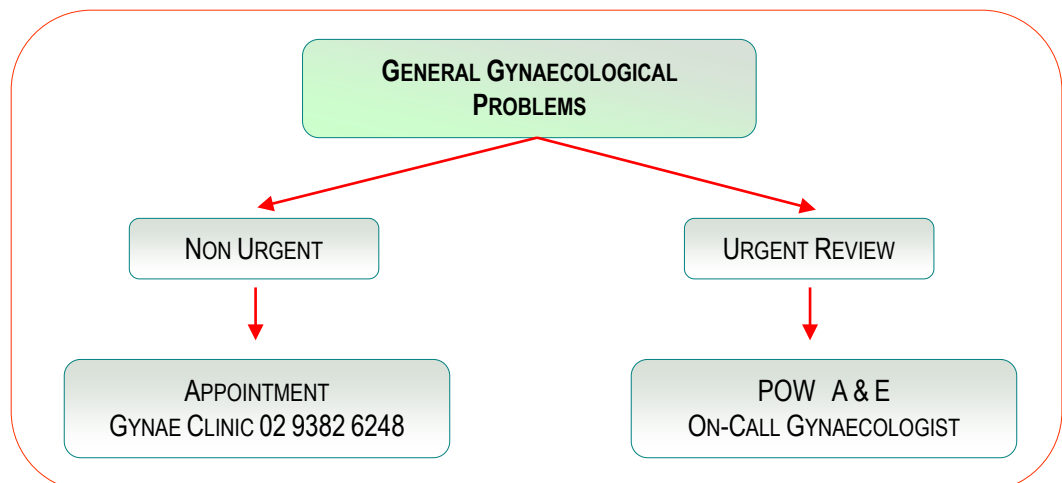 GENERAL GYNAECOLOGICAL
PROBLEMS
NON URGENT
URGENT REVIEW
APPOINTMENT
GYNAE CLINIC 02 9382 6248
POW A & E
ON-CALL GYNAECOLOGIST